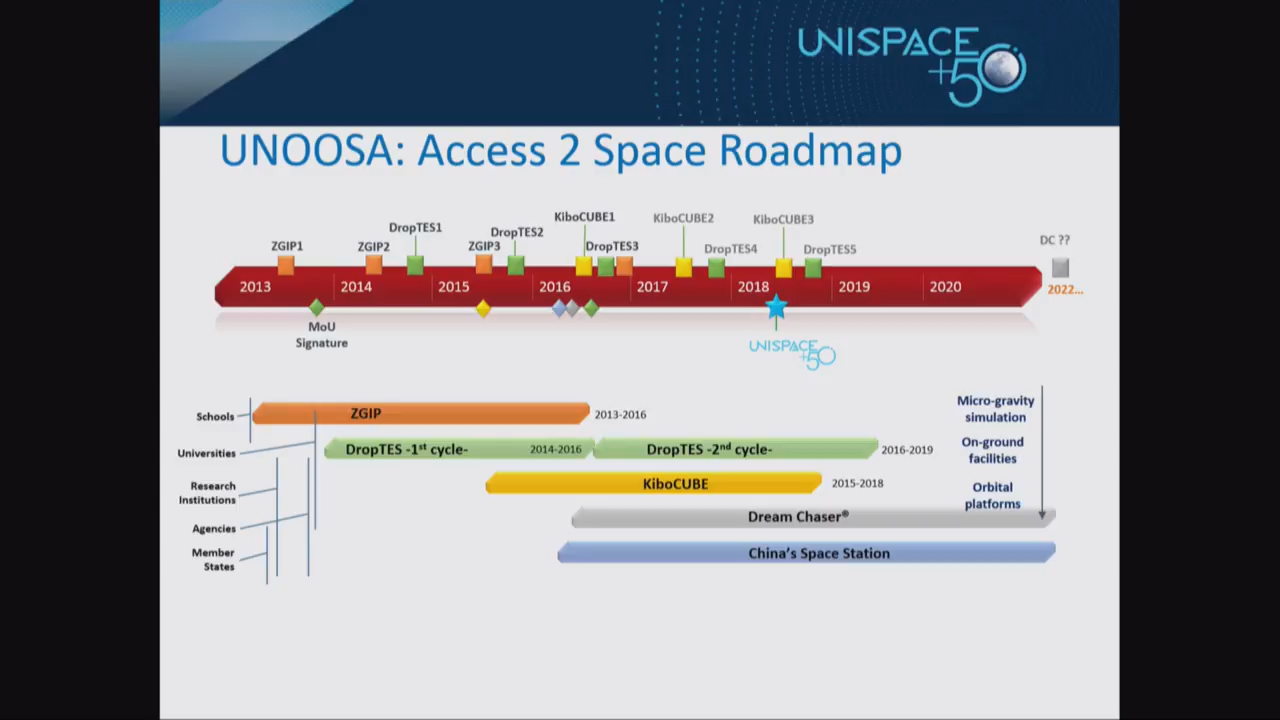 UNISPACE
+50
UNOOSA: Access 2 Space Roadmap
KiboCUBE1
KiboCUBE2
KiboCUBE3
DropTES1
DropTES2
ZGIP1
ZGIP2
ZGIP3
DropTES3
DropTES4
DropTES5
DC ??
2013
2014
2015
2016
2017
2018
2019
2020
2022...
MoU
Signature
UNISPACE
+50
Schools
ZGIP
2013-2016
Micro-gravity
simulation
Universities
DropTES -1st cycle-
2014-2016
DropTES -2nd cycle-
2016-2019
On-ground
facilities
Research
Institutions
KiboCUBE
2015-2018
Orbital
platforms
Agencies
Dream Chaser®
Member
States
China's Space Station